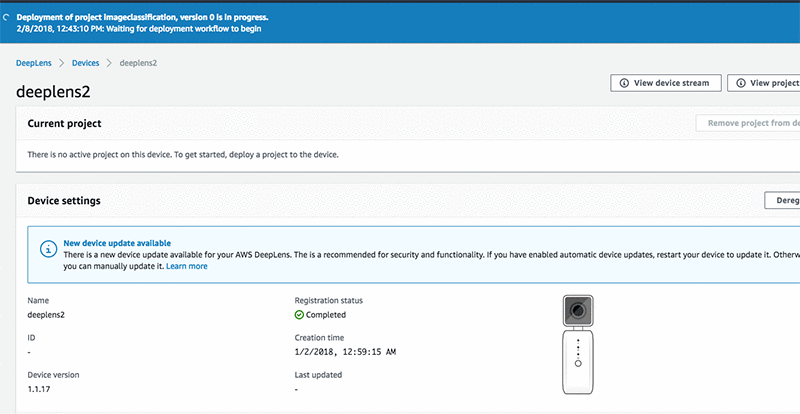 Deployment of project imageclassification, version 0 is in progress.
2/8/2018, 12:43:10 PM: Waiting for deployment workflow to begin
DeepLens > Devices > deeplens2
View device stream
View project
deeplens2
Current project
Remove project from de
There is no active project on this device. To get started, deploy a project to the device.
Device settings
Dereg
New device update available
There is a new device update available for your AWS DeepLens. The is a recommended for security and functionality. If you have enabled automatic device updates, restart your device to update it. Otherw
you can manually update it. Learn more
Name
Registration status
deeplens2
Completed
ID
Creation time
-
1/2/2018, 12:59:15 AM
Device version
Last updated
1.1.17
-